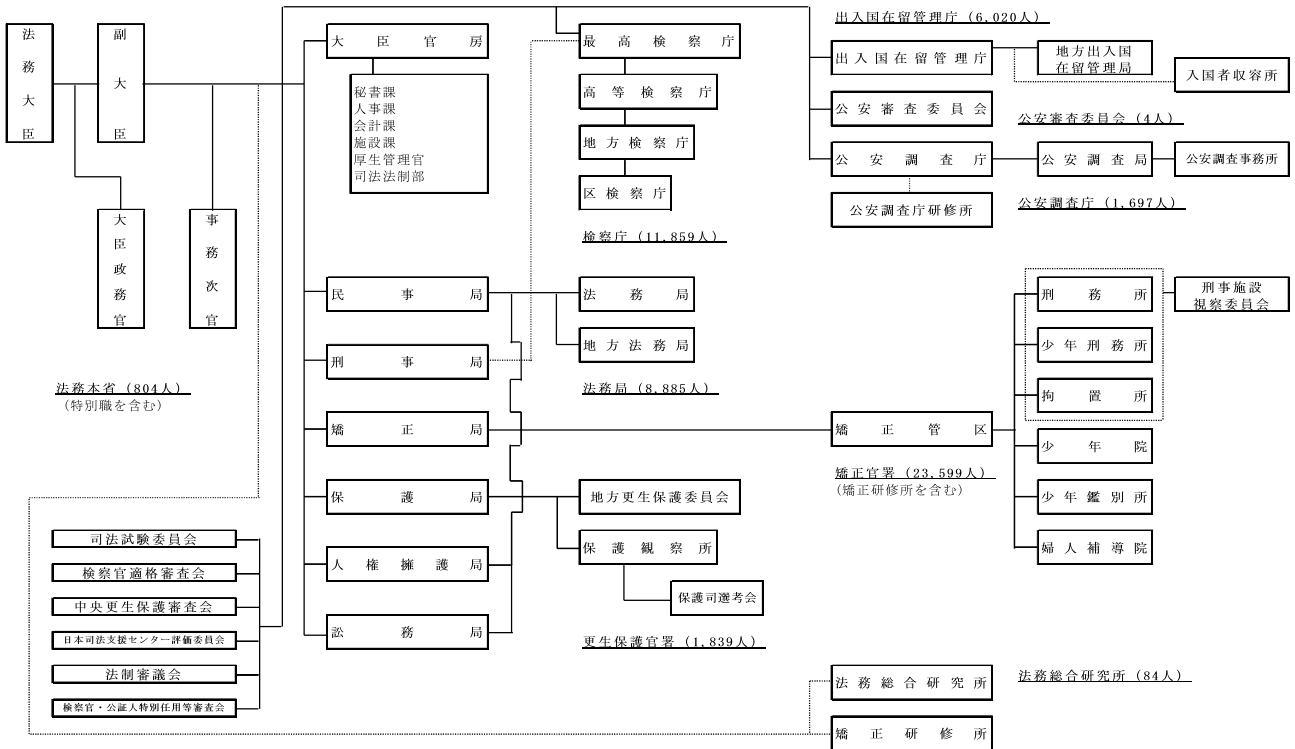 法務大臣
副大臣
大臣政務官
事務次官
法務本省（804人）
（特別職を含む）
司法試験委員会
検察官適格審査会
中央更生保護審査会
日本司法支援センター評価委員会
法制審議会
検察官・公証人特別任用等審査会
大臣官房
秘書課
人事課
会計課
施設課
厚生管理官
司法法制部
民事局
刑事局
矯正局
保護局
人権擁護局
訟務局
最高検察庁
高等検察庁
地方検察庁
区検察庁
検察庁（11,859人）
法務局
地方法務局
法務局（8,885人）
地方更生保護委員会
保護観察所
保護司選考会
更生保護官署（1,839人）
出入国在留管理庁（6,020人）
出入国在留管理庁
地方出入国
在留管理局
入国者収容所
公安審査委員会
公安審査委員会（4人）
公安調査庁
公安調査局
公安調査事務所
公安調査庁研修所
公安調査庁（1,697人）
矯正管区
矯正官署（23,599人）
（矯正研修所を含む）
刑務所
少年刑務所
拘置所
少年院
少年鑑別所
婦人補導院
刑事施設
視察委員会
法務総合研究所
法務総合研究所（84人）
矯正研修所